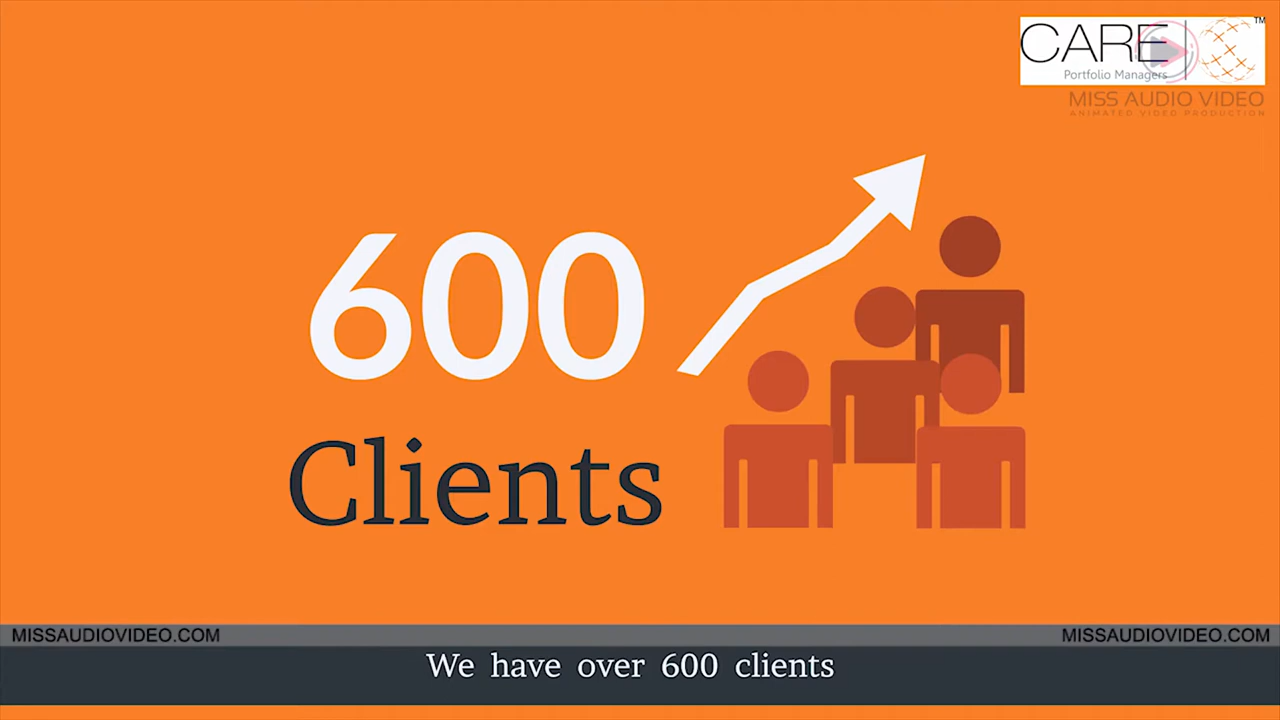 CARE
TM
Portfolio Managers
MISS AUDIO VIDEO
ANIMATED VIDEO PRODUCTION
600
Clients
MISSAUDIOVIDEO.COM
MISSAUDIOVIDEO.COM
We have over 600 clients